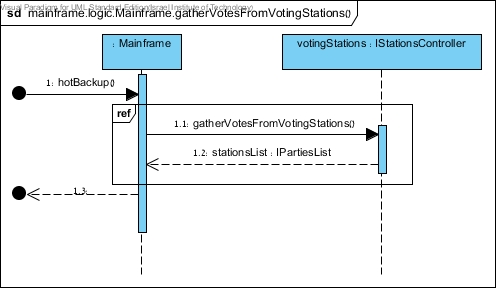 Visual Paradigm for UML Standard Edition(Israel Institute of Technology)
sd mainframe.logic.Mainframe.gatherVotesFromVotingStations()
: Mainframe
votingStations : IStationsController
1: hotBackup()
ref
1.1: gatherVotesFromVotingStations()
1.2: stationsList : IPartiesList
1.3: